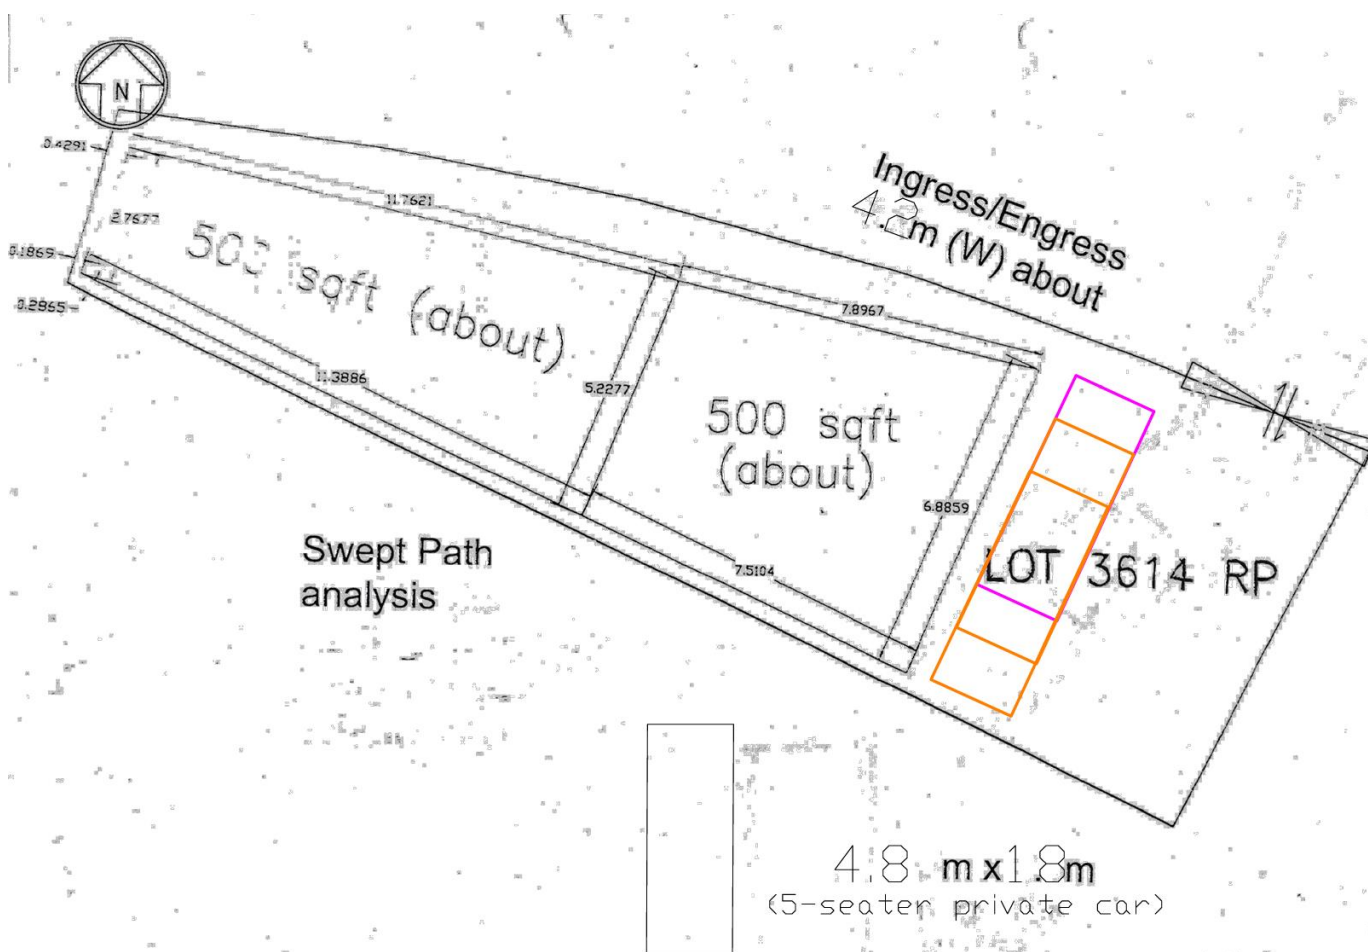 N
0.4291
11.7621
2.7677
0.1869
0.2865
sqft (about)
11.3886
5.2277
7.8967
Ingress/Engress
4.2m (W) about
500 sqft
(about)
6.8859
7.5104
LOT 3614 RP
Swept Path
analysis
4.8 m x1.8m
(5-seater private car)